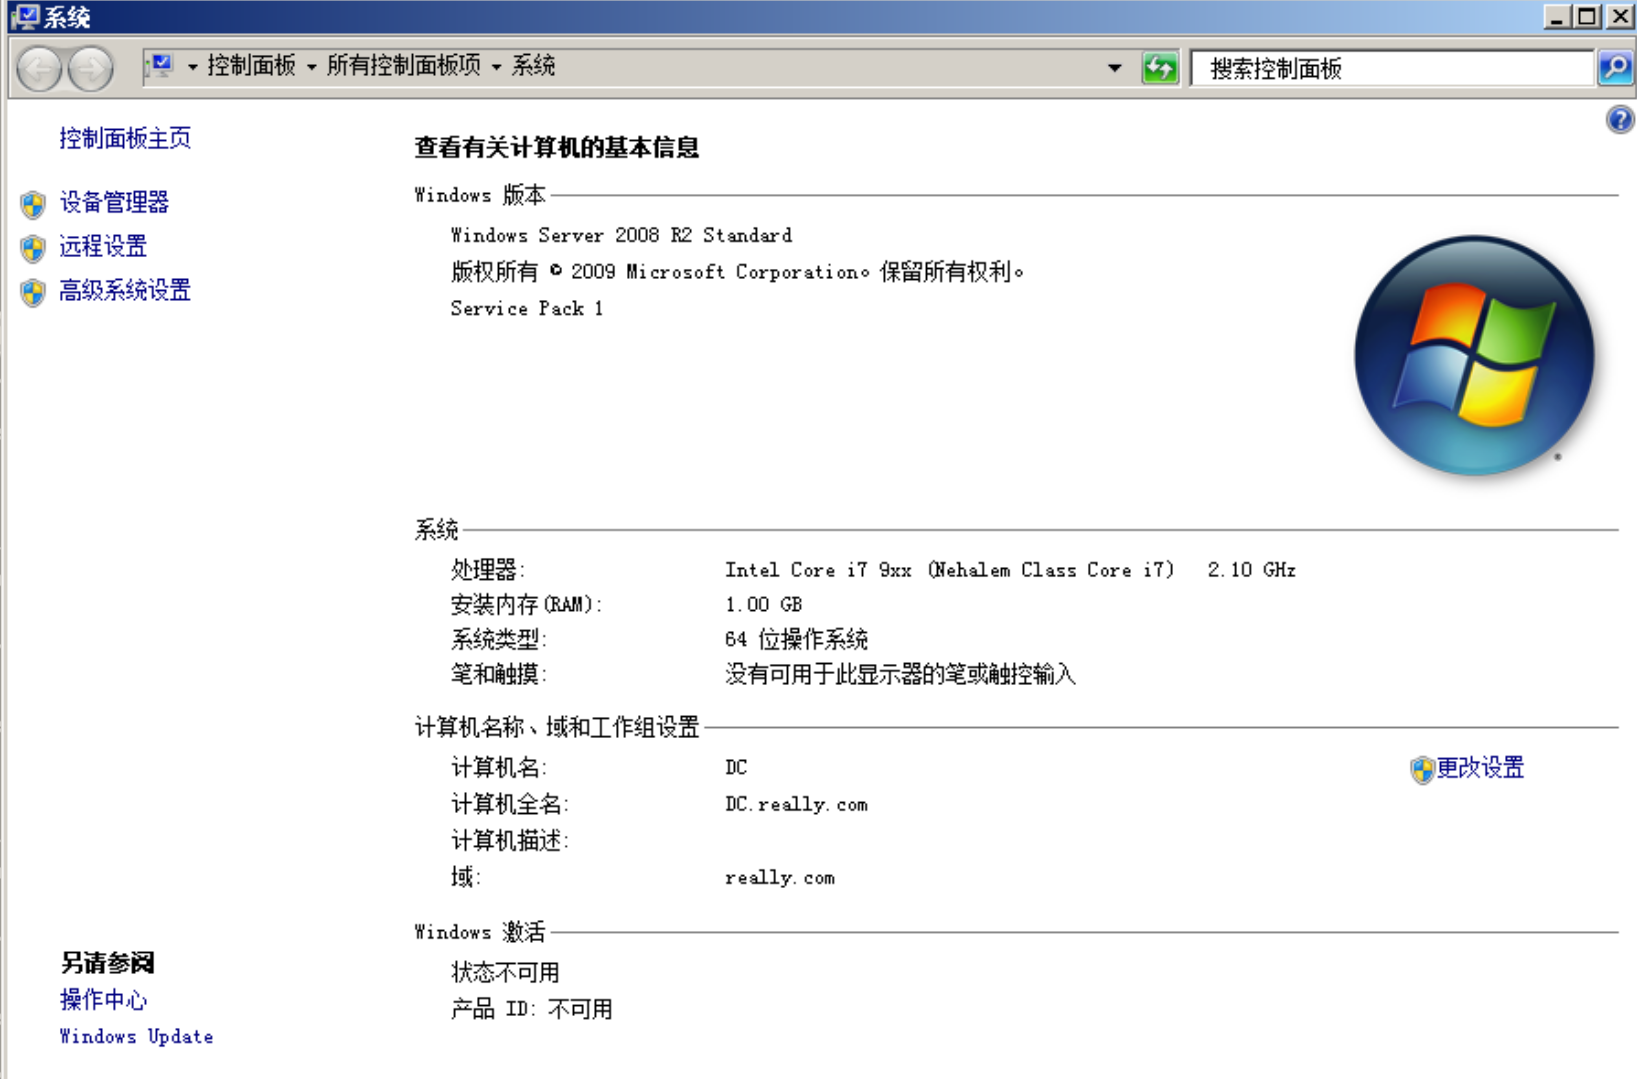 系统
控制面板 所有控制面板项 系统
搜索控制面板
控制面板主页
设备管理器
远程设置
高级系统设置
查看有关计算机的基本信息
Windows 版本
Windows Server 2008 R2 Standard
版权所有 © 2009 Microsoft Corporation。保留所有权利。
Service Pack 1
系统
处理器: Intel Core i7 9xx (Nehalem Class Core i7) 2.10 GHz
安装内存(RAM): 1.00 GB
系统类型: 64 位操作系统
笔和触摸: 没有可用于此显示器的笔或触控输入
计算机名称、域和工作组设置
计算机名: DC
更改设置
计算机全名: DC.really.com
计算机描述:
域: really.com
Windows 激活
状态不可用
产品 ID: 不可用
另请参阅
操作中心
Windows Update